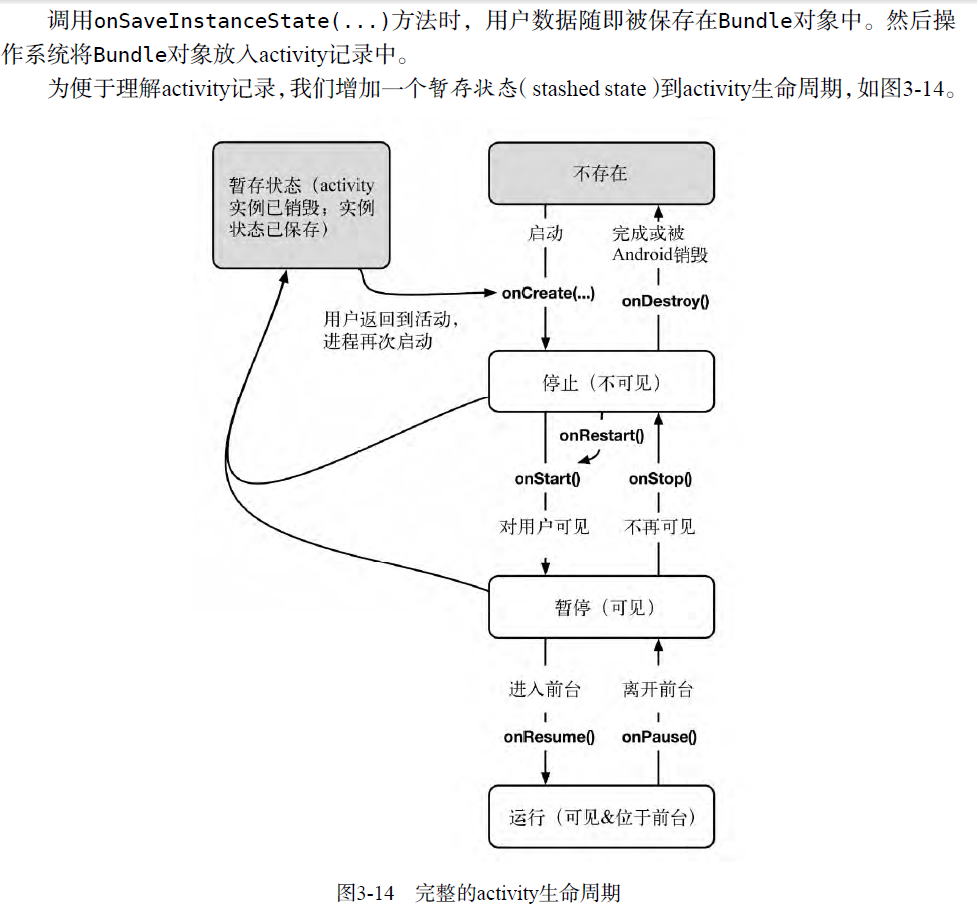 调用onSaveInstanceState(...)方法时，用户数据随即被保存在Bundle对象中。然后操
作系统将Bundle对象放入activity记录中。
为便于理解activity记录，我们增加一个暂存状态（stashed state）到activity生命周期，如图3-14。
暂存状态（activity
实例已销毁；实例
状态已保存）
不存在
启动
完成或被
Android销毁
onCreate(...)
onDestroy()
用户返回到活动，
进程再次启动
停止（不可见）
onRestart()
onStart()
onStop()
对用户可见
不再可见
暂停（可见）
进入前台
离开前台
onResume()
onPause()
运行（可见&位于前台）
图3-14 完整的activity生命周期